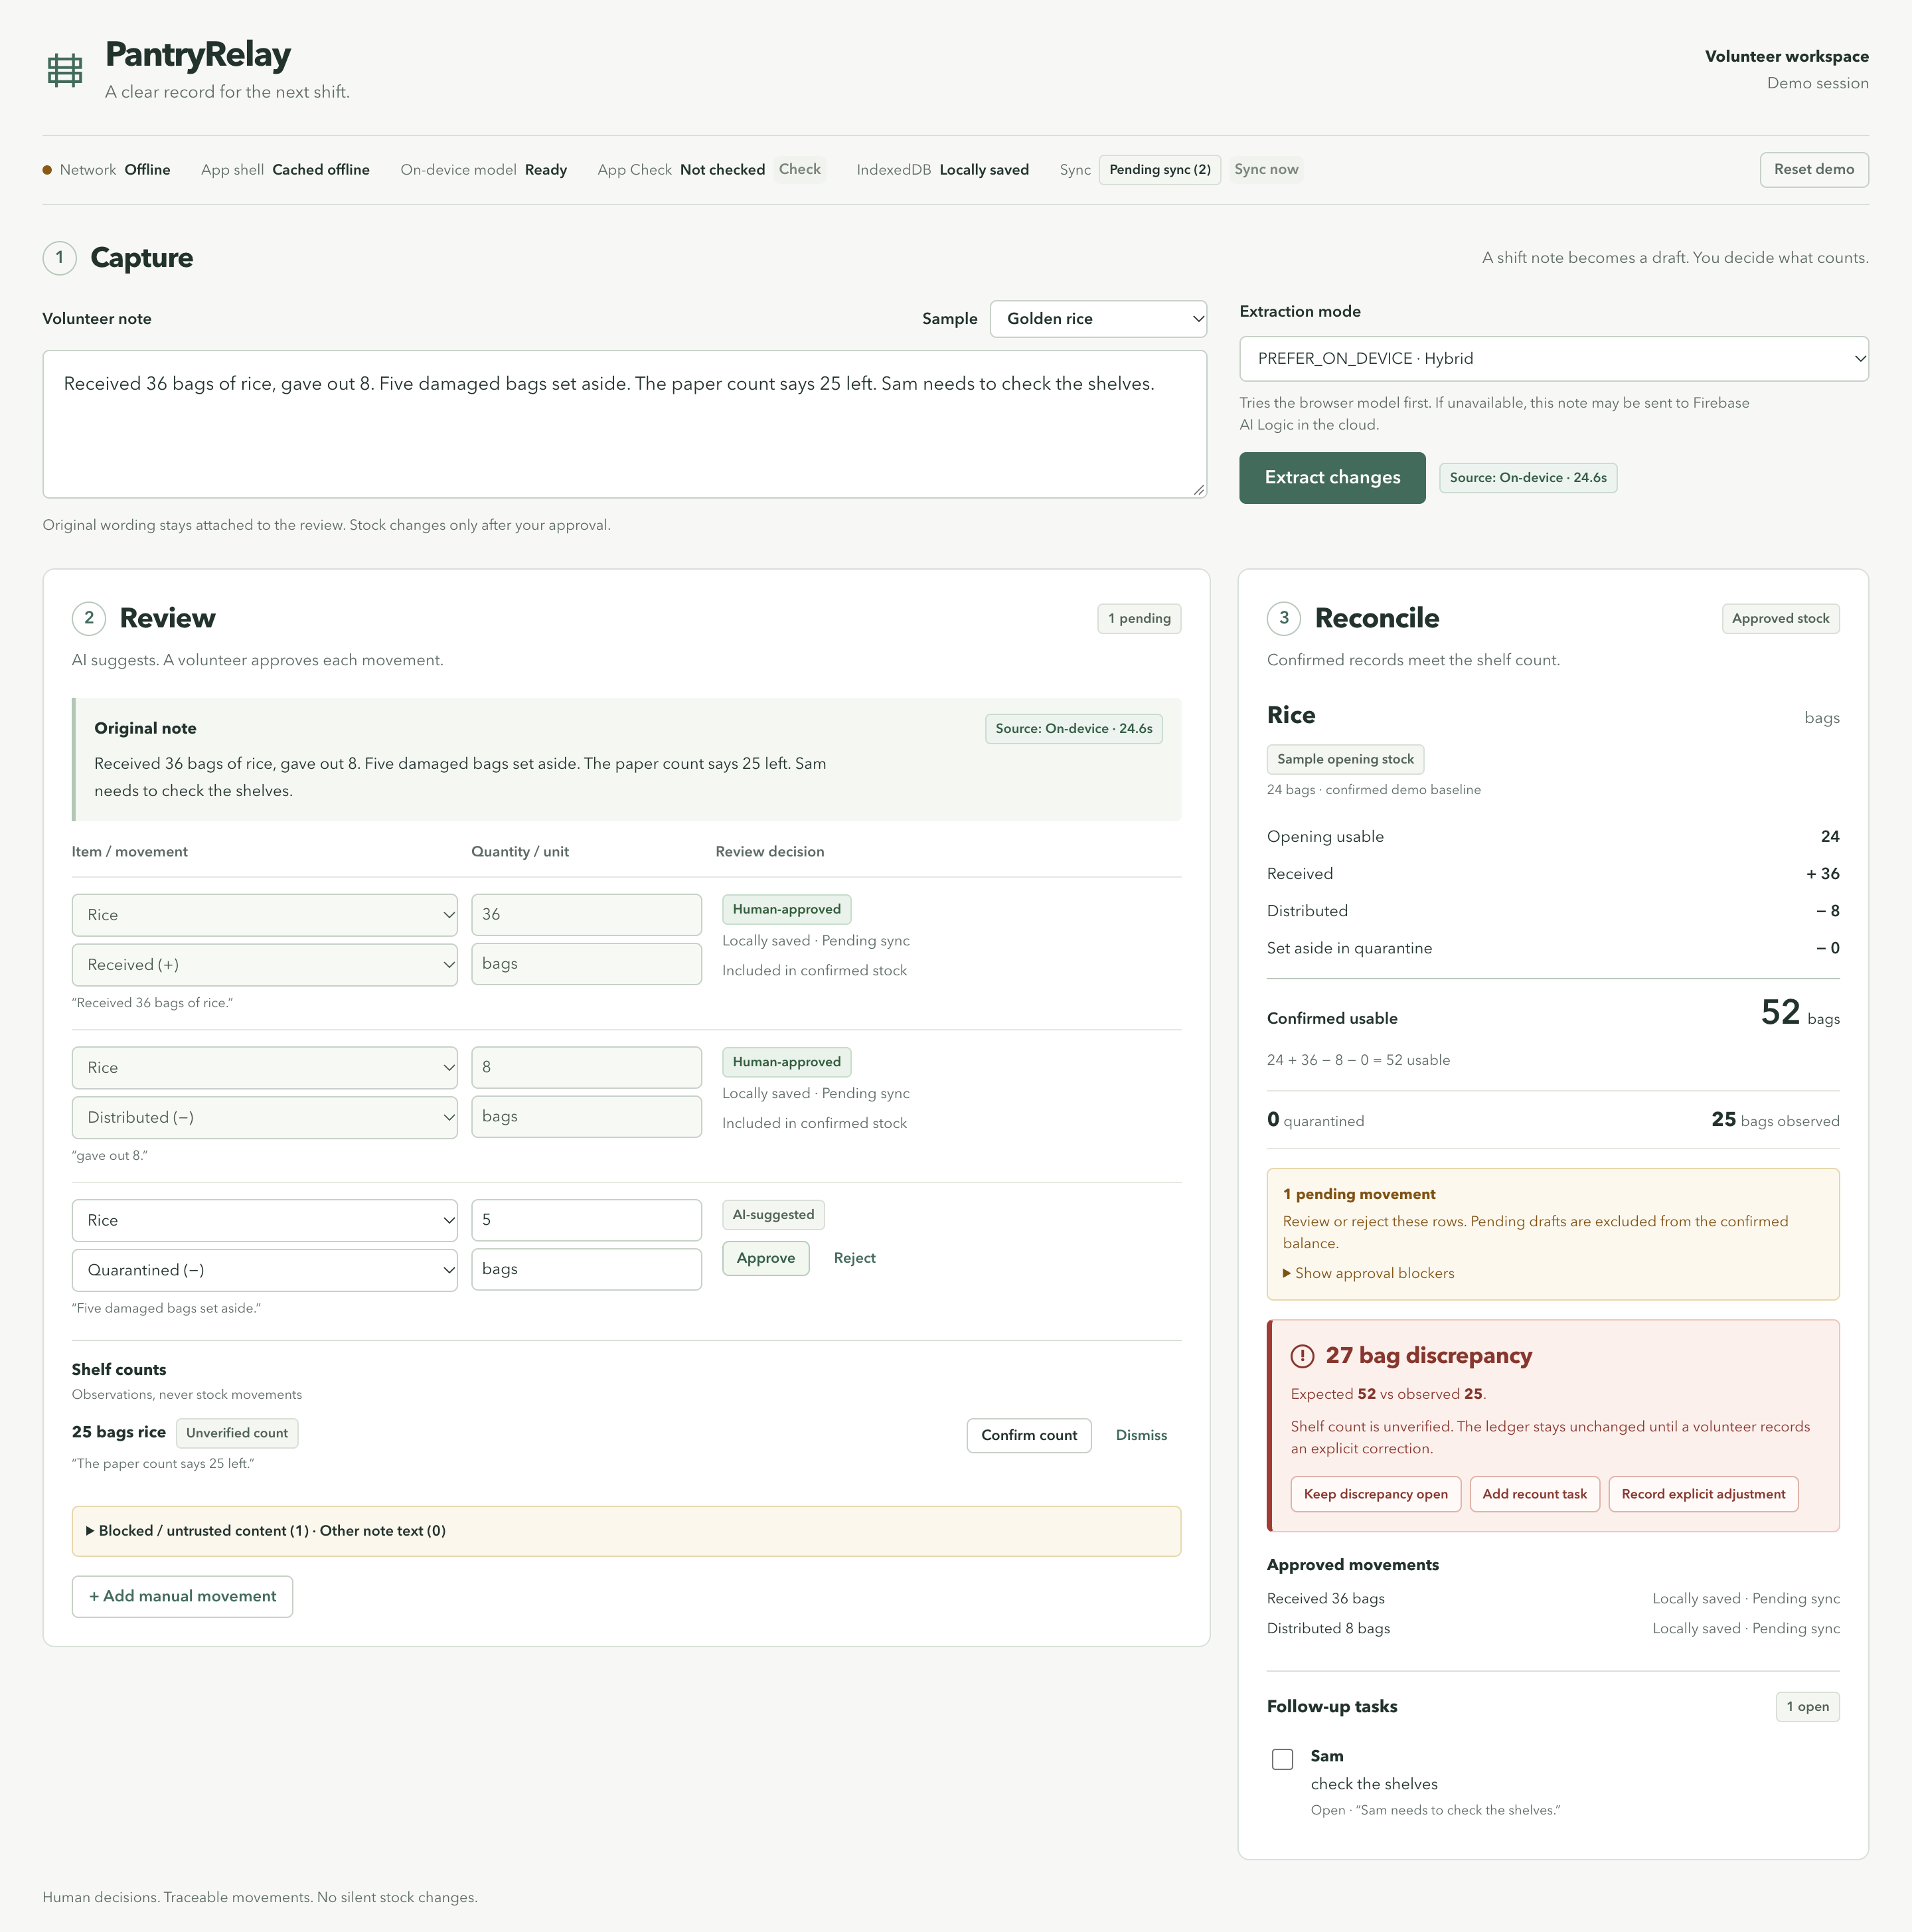 PantryRelay
A clear record for the next shift.
Volunteer workspace
Demo session
Network Offline App shell Cached offline On-device model Ready App Check Not checked Check IndexedDB Locally saved Sync Pending sync (2) Sync now Reset demo
1 Capture
A shift note becomes a draft. You decide what counts.
Volunteer note
Sample Golden rice
Received 36 bags of rice, gave out 8. Five damaged bags set aside. The paper count says 25 left. Sam needs to check the shelves.
Original wording stays attached to the review. Stock changes only after your approval.
Extraction mode
PREFER_ON_DEVICE · Hybrid
Tries the browser model first. If unavailable, this note may be sent to Firebase
AI Logic in the cloud.
Extract changes Source: On-device · 24.6s
2 Review
1 pending
AI suggests. A volunteer approves each movement.
Original note
Source: On-device · 24.6s
Received 36 bags of rice, gave out 8. Five damaged bags set aside. The paper count says 25 left. Sam
needs to check the shelves.
Item / movement Quantity / unit Review decision
Rice 36 Human-approved
Locally saved · Pending sync
Received (+) bags Included in confirmed stock
“Received 36 bags of rice.”
Rice 8 Human-approved
Locally saved · Pending sync
Distributed (−) bags Included in confirmed stock
“gave out 8.”
Rice 5 AI-suggested
Quarantined (−) bags Approve Reject
“Five damaged bags set aside.”
Shelf counts
Observations, never stock movements
25 bags rice Unverified count Confirm count Dismiss
“The paper count says 25 left.”
Blocked / untrusted content (1) · Other note text (0)
+ Add manual movement
3 Reconcile
Approved stock
Confirmed records meet the shelf count.
Rice bags
Sample opening stock
24 bags · confirmed demo baseline
Opening usable 24
Received + 36
Distributed − 8
Set aside in quarantine − 0
Confirmed usable 52 bags
24 + 36 − 8 − 0 = 52 usable
0 quarantined 25 bags observed
1 pending movement
Review or reject these rows. Pending drafts are excluded from the confirmed
balance.
Show approval blockers
27 bag discrepancy
Expected 52 vs observed 25.
Shelf count is unverified. The ledger stays unchanged until a volunteer records
an explicit correction.
Keep discrepancy open Add recount task Record explicit adjustment
Approved movements
Received 36 bags Locally saved · Pending sync
Distributed 8 bags Locally saved · Pending sync
Follow-up tasks 1 open
Sam
check the shelves
Open · “Sam needs to check the shelves.”
Human decisions. Traceable movements. No silent stock changes.